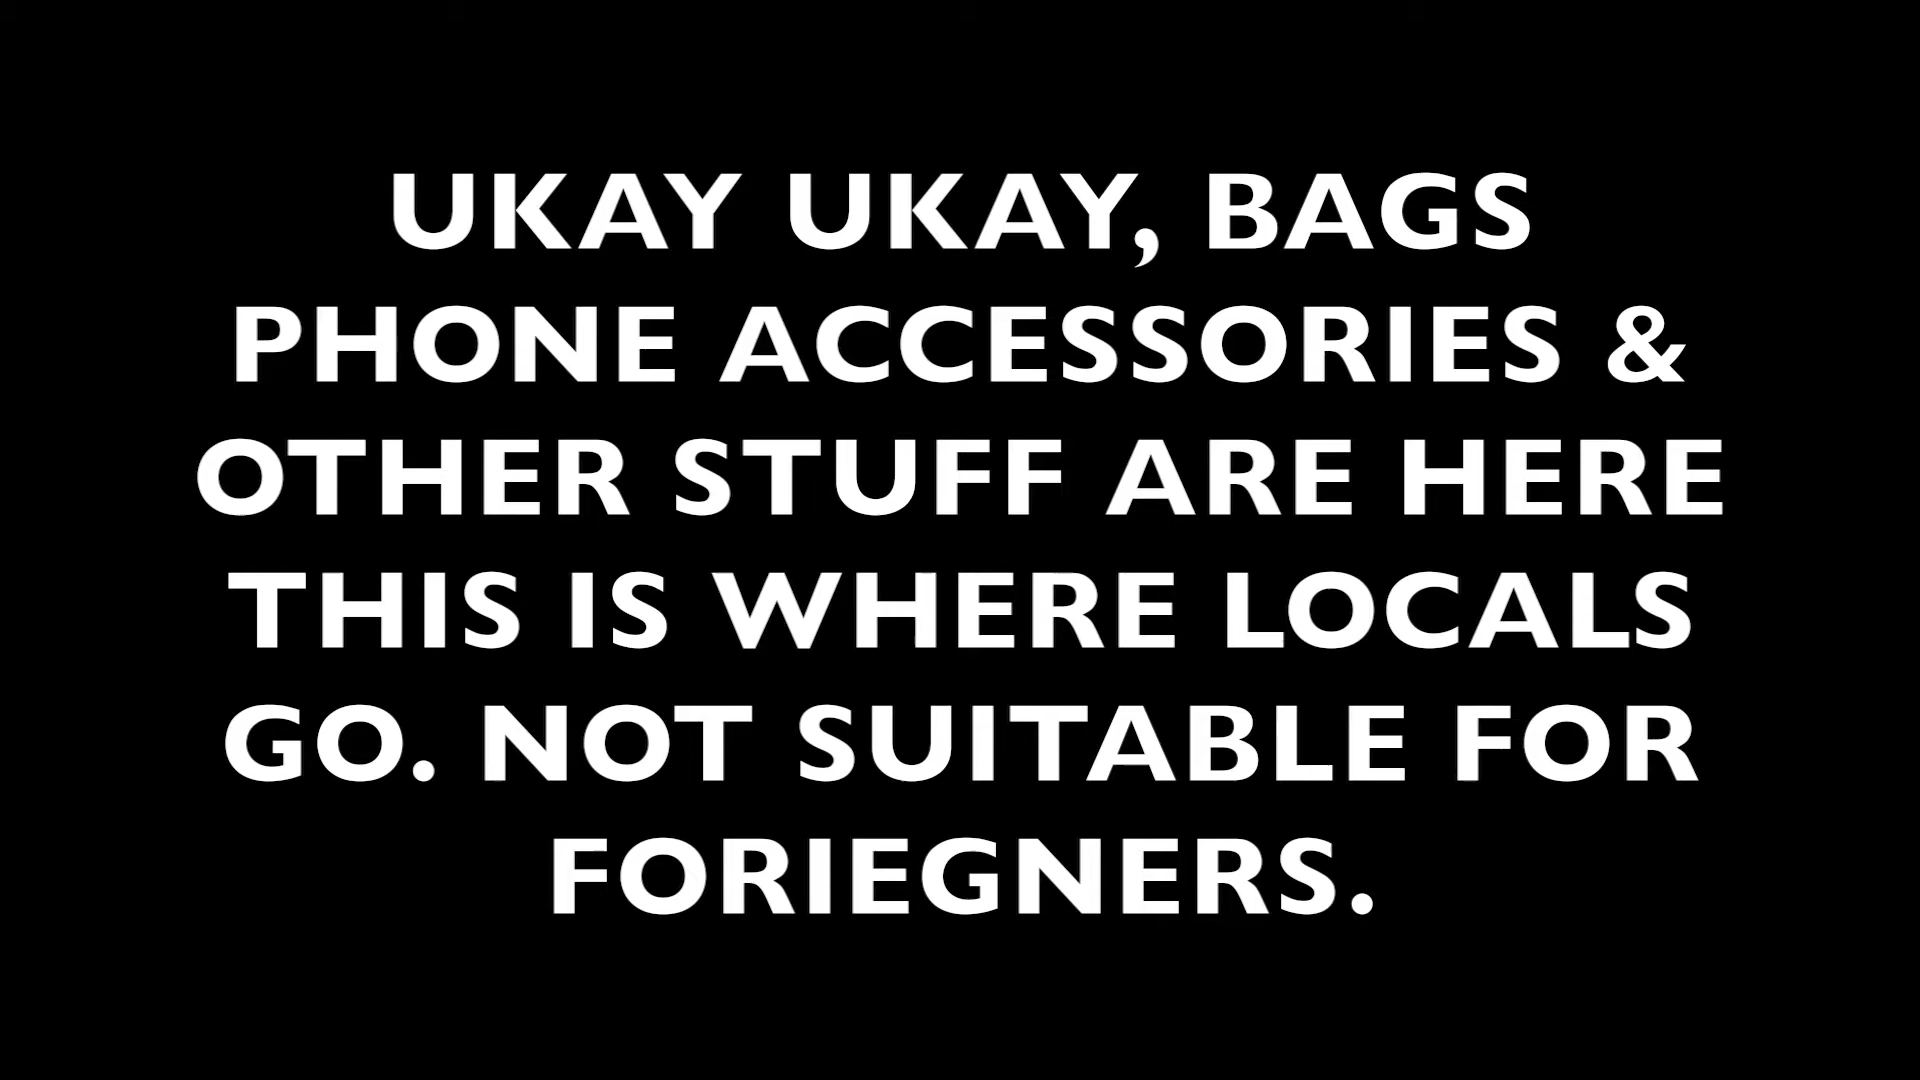 UKAY UKAY, BAGS
PHONE ACCESSORIES &
OTHER STUFF ARE HERE
THIS IS WHERE LOCALS
GO. NOT SUITABLE FOR
FORIEGNERS.